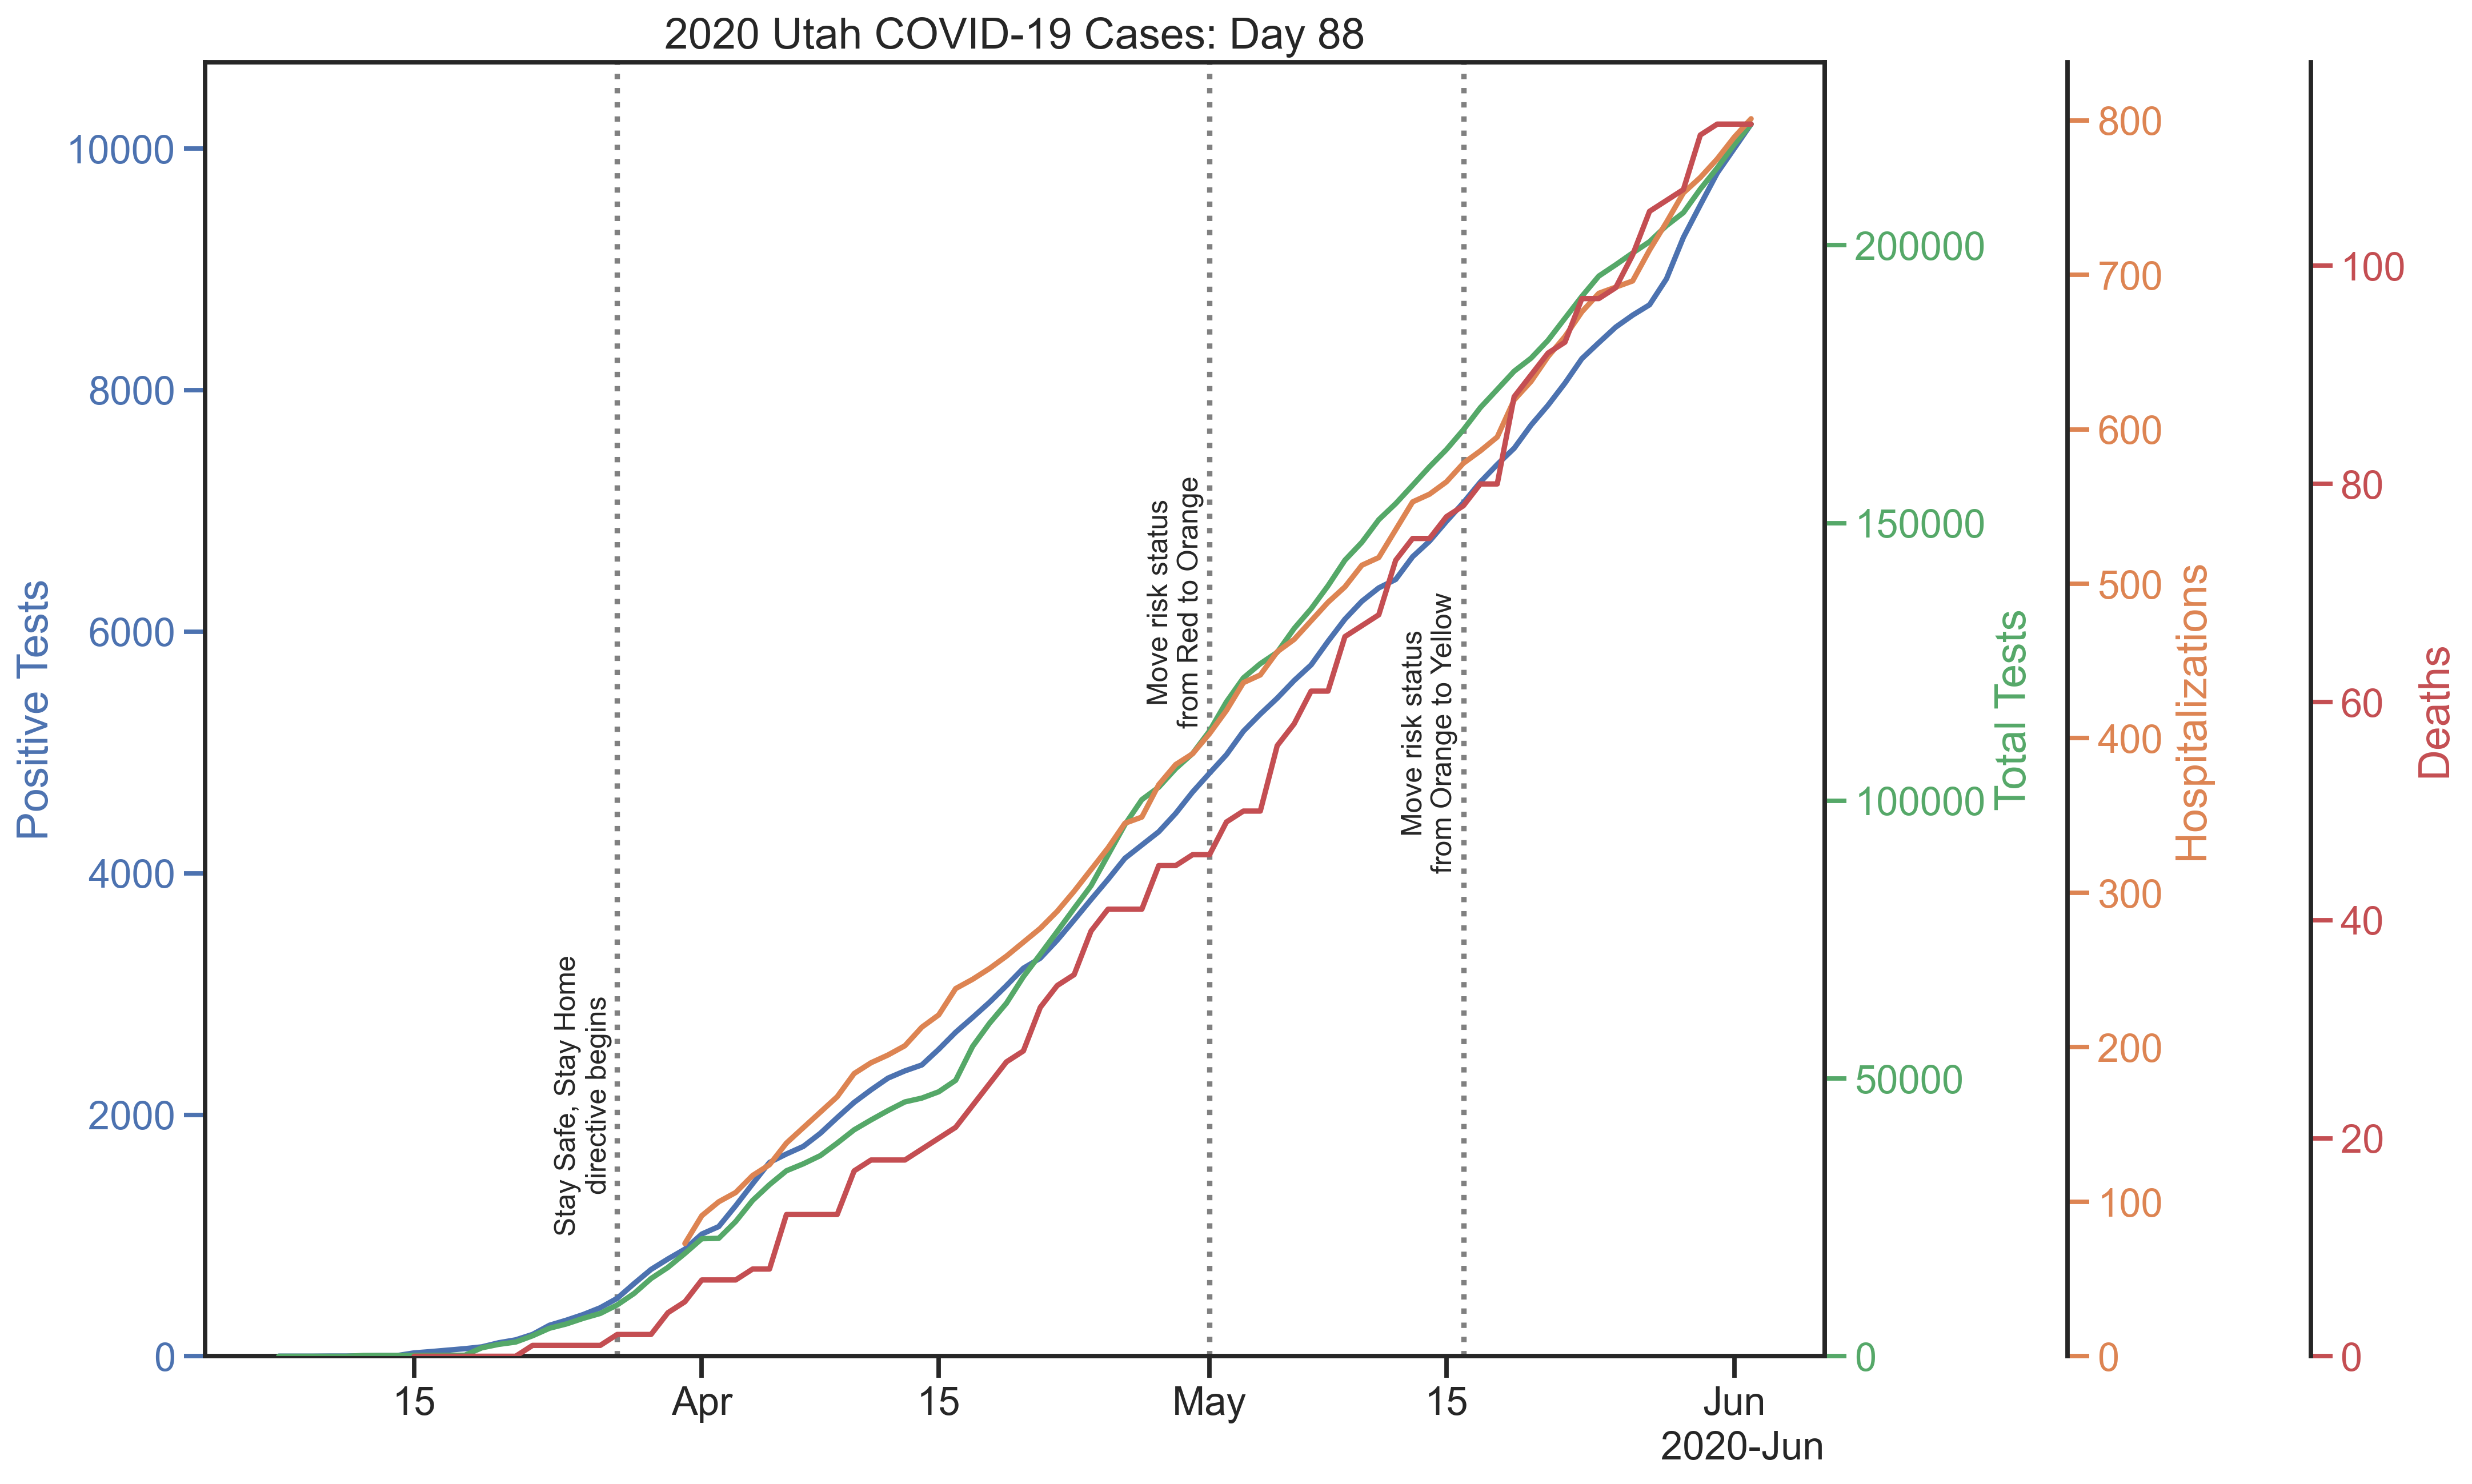 2020 Utah COVID-19 Cases: Day 88
Positive Tests
10000
8000
6000
4000
2000
0
Stay Safe, Stay Home
directive begins
Move risk status
from Red to Orange
Move risk status
from Orange to Yellow
15
Apr
15
May
15
Jun
2020-Jun
200000
150000
100000
50000
0
Total Tests
800
700
600
500
400
300
200
100
0
Hospitalizations
100
80
60
40
20
0
Deaths